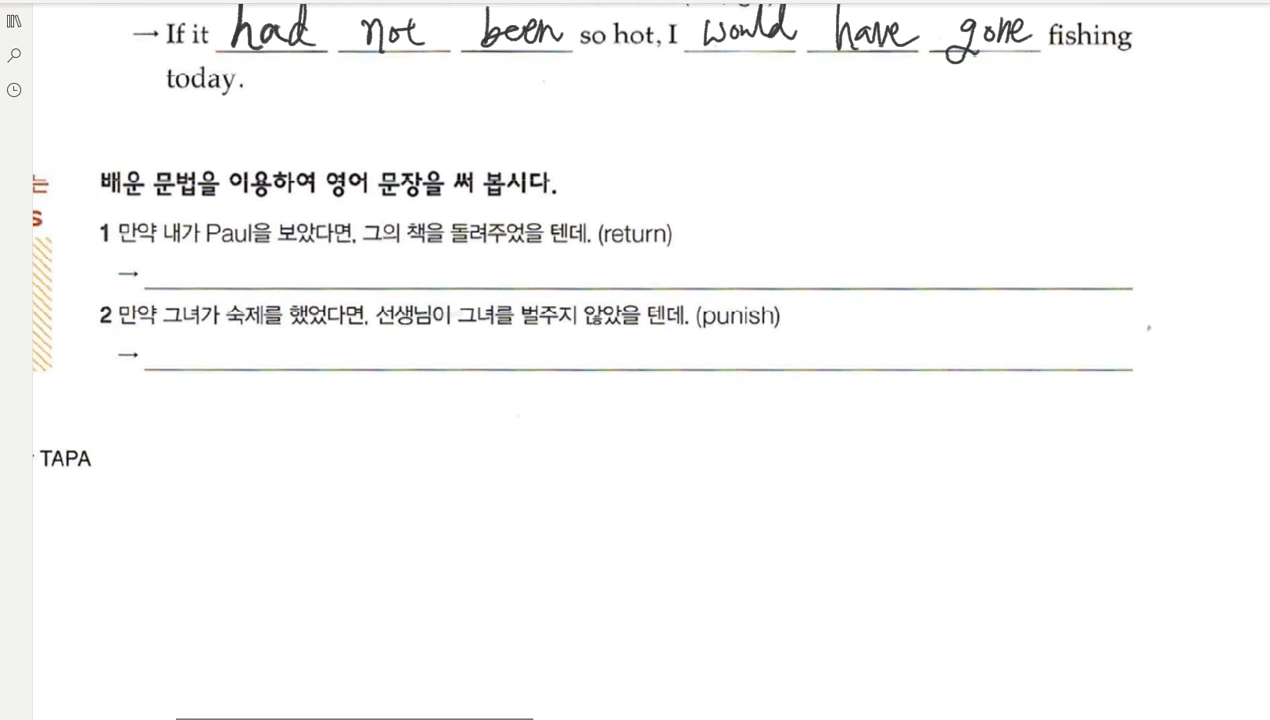 → If it had not been so hot, I would have gone fishing
today.
는
배운 문법을 이용하여 영어 문장을 써 봅시다.
S
1 만약 내가 Paul을 보았다면, 그의 책을 돌려주었을 텐데. (return)
→
2 만약 그녀가 숙제를 했었다면, 선생님이 그녀를 벌주지 않았을 텐데. (punish)
→
TAPA